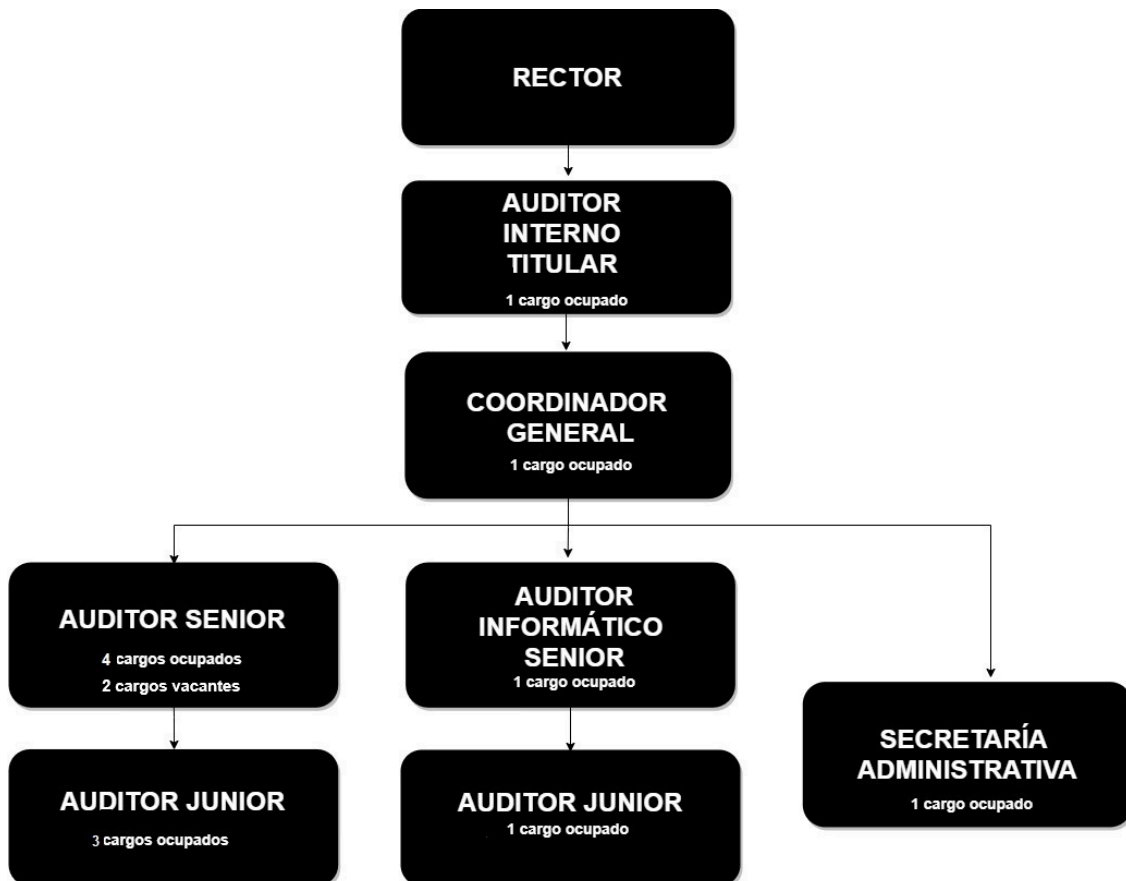 RECTOR
AUDITOR
INTERNO
TITULAR
1 cargo ocupado
COORDINADOR
GENERAL
1 cargo ocupado
AUDITOR SENIOR
4 cargos ocupados
2 cargos vacantes
AUDITOR
INFORMÁTICO
SENIOR
1 cargo ocupado
SECRETARÍA
ADMINISTRATIVA
1 cargo ocupado
AUDITOR JUNIOR
3 cargos ocupados
AUDITOR JUNIOR
1 cargo ocupado